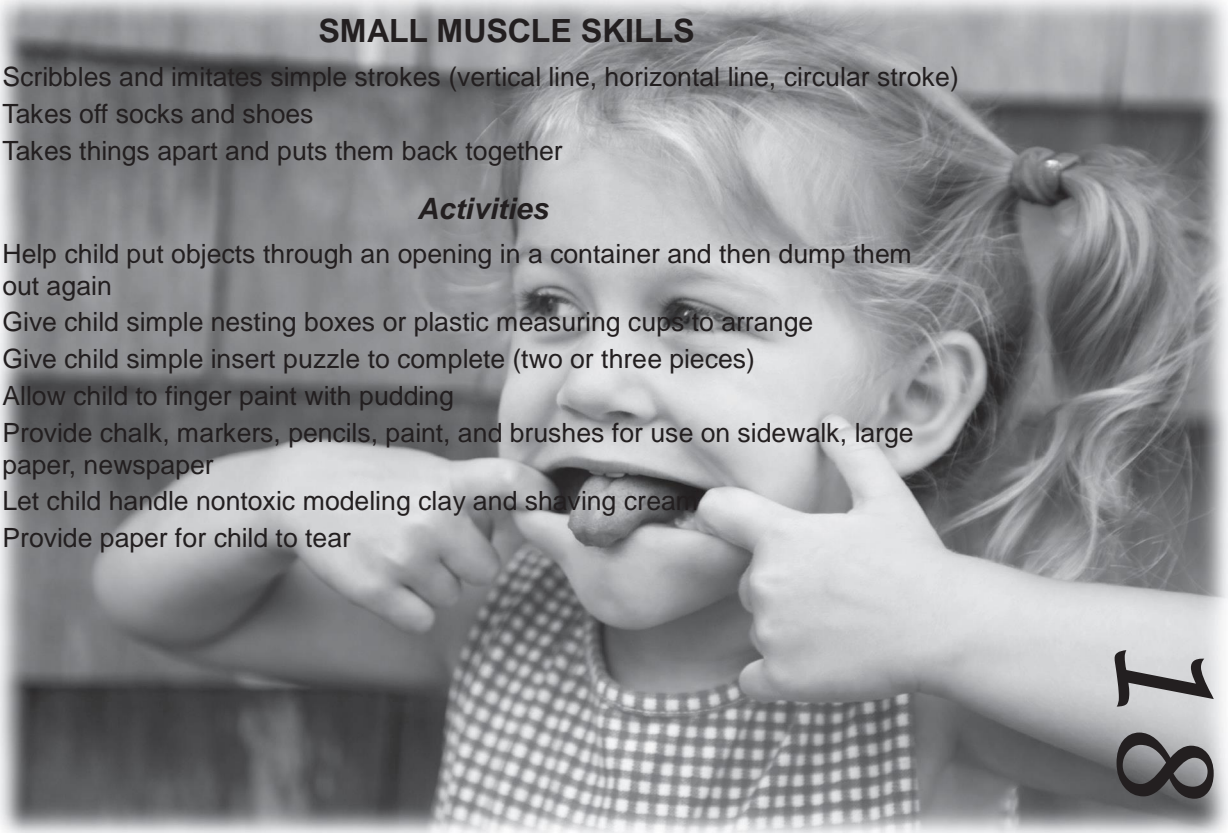 SMALL MUSCLE SKILLS
Scribbles and imitates simple strokes (vertical line, horizontal line, circular stroke)
Takes off socks and shoes
Takes things apart and puts them back together
Activities
Help child put objects through an opening in a container and then dump them
out again
Give child simple nesting boxes or plastic measuring cups to arrange
Give child simple insert puzzle to complete (two or three pieces)
Allow child to finger paint with pudding
Provide chalk, markers, pencils, paint, and brushes for use on sidewalk, large
paper, newspaper
Let child handle nontoxic modeling clay and shaving cream
Provide paper for child to tear
18